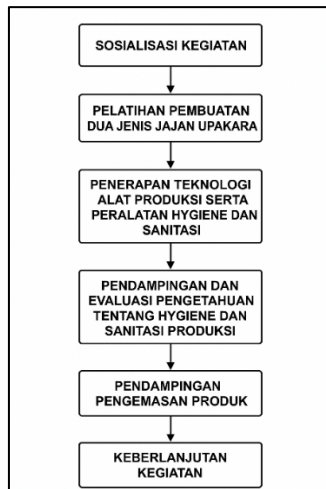 SOSIALISASI KEGIATAN
PELATIHAN PEMBUATAN
DUA JENIS JAJAN UPAKARA
PENERAPAN TEKNOLOGI
ALAT PRODUKSI SERTA
PERALATAN HYGIENE DAN
SANITASI
PENDAMPINGAN DAN
EVALUASI PENGETAHUAN
TENTANG HYGIENE DAN
SANITASI PRODUKSI
PENDAMPINGAN
PENGEMASAN PRODUK
KEBERLANJUTAN
KEGIATAN